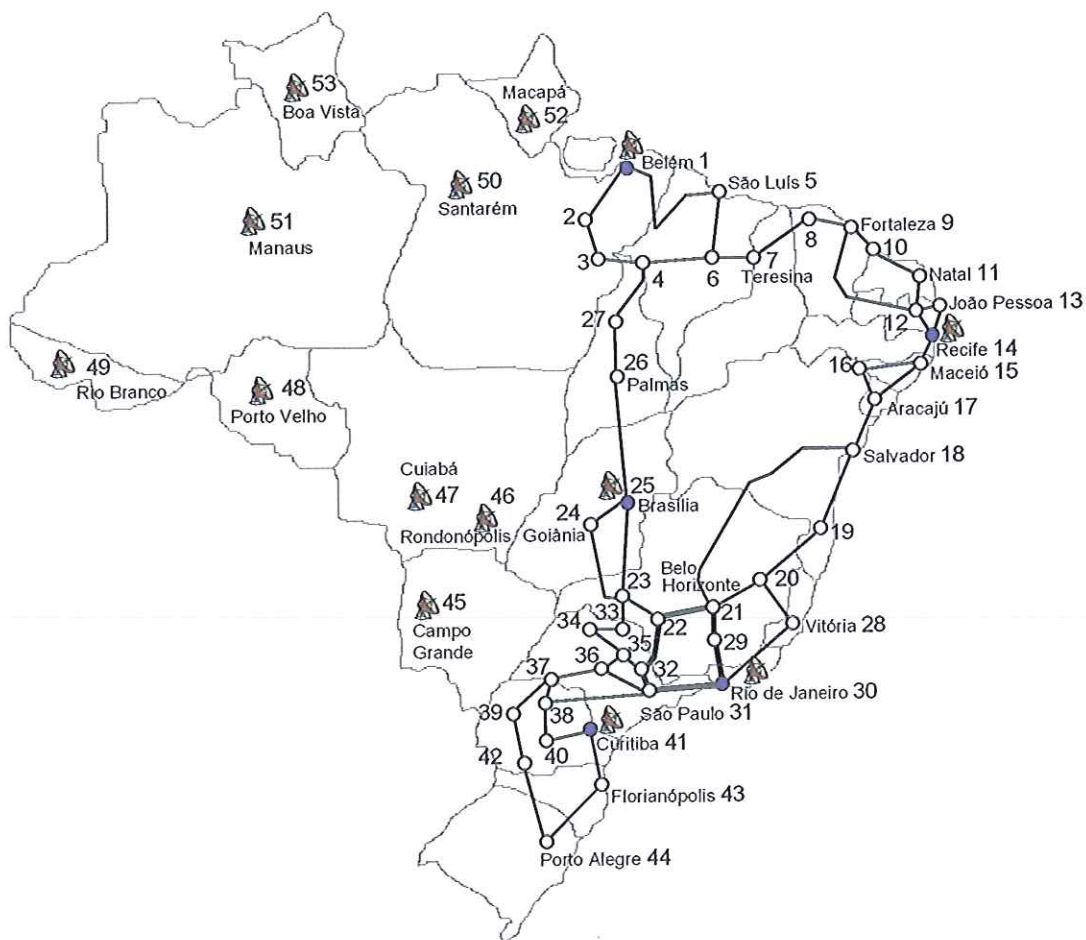 53
Boa Vista
Macapá
52
50
Santarém
51
Manaus
Belém 1
São Luís 5
2
3
4
6
7
Teresina
8
Fortaleza 9
10
Natal 11
João Pessoa 13
12
Recife 14
16
Maceió 15
Aracajú 17
Salvador 18
27
26
Palmas
49
Rio Branco
48
Porto Velho
Cuiabá
47
46
Rondonópolis
25
Brasília
24
Goiânia
19
Belo
Horizonte
20
23
21
22
Vitória 28
45
Campo
Grande
33
34
35
29
36
32
37
Rio de Janeiro 30
São Paulo 31
39
38
Curitiba 41
40
42
Florianópolis 43
Porto Alegre 44